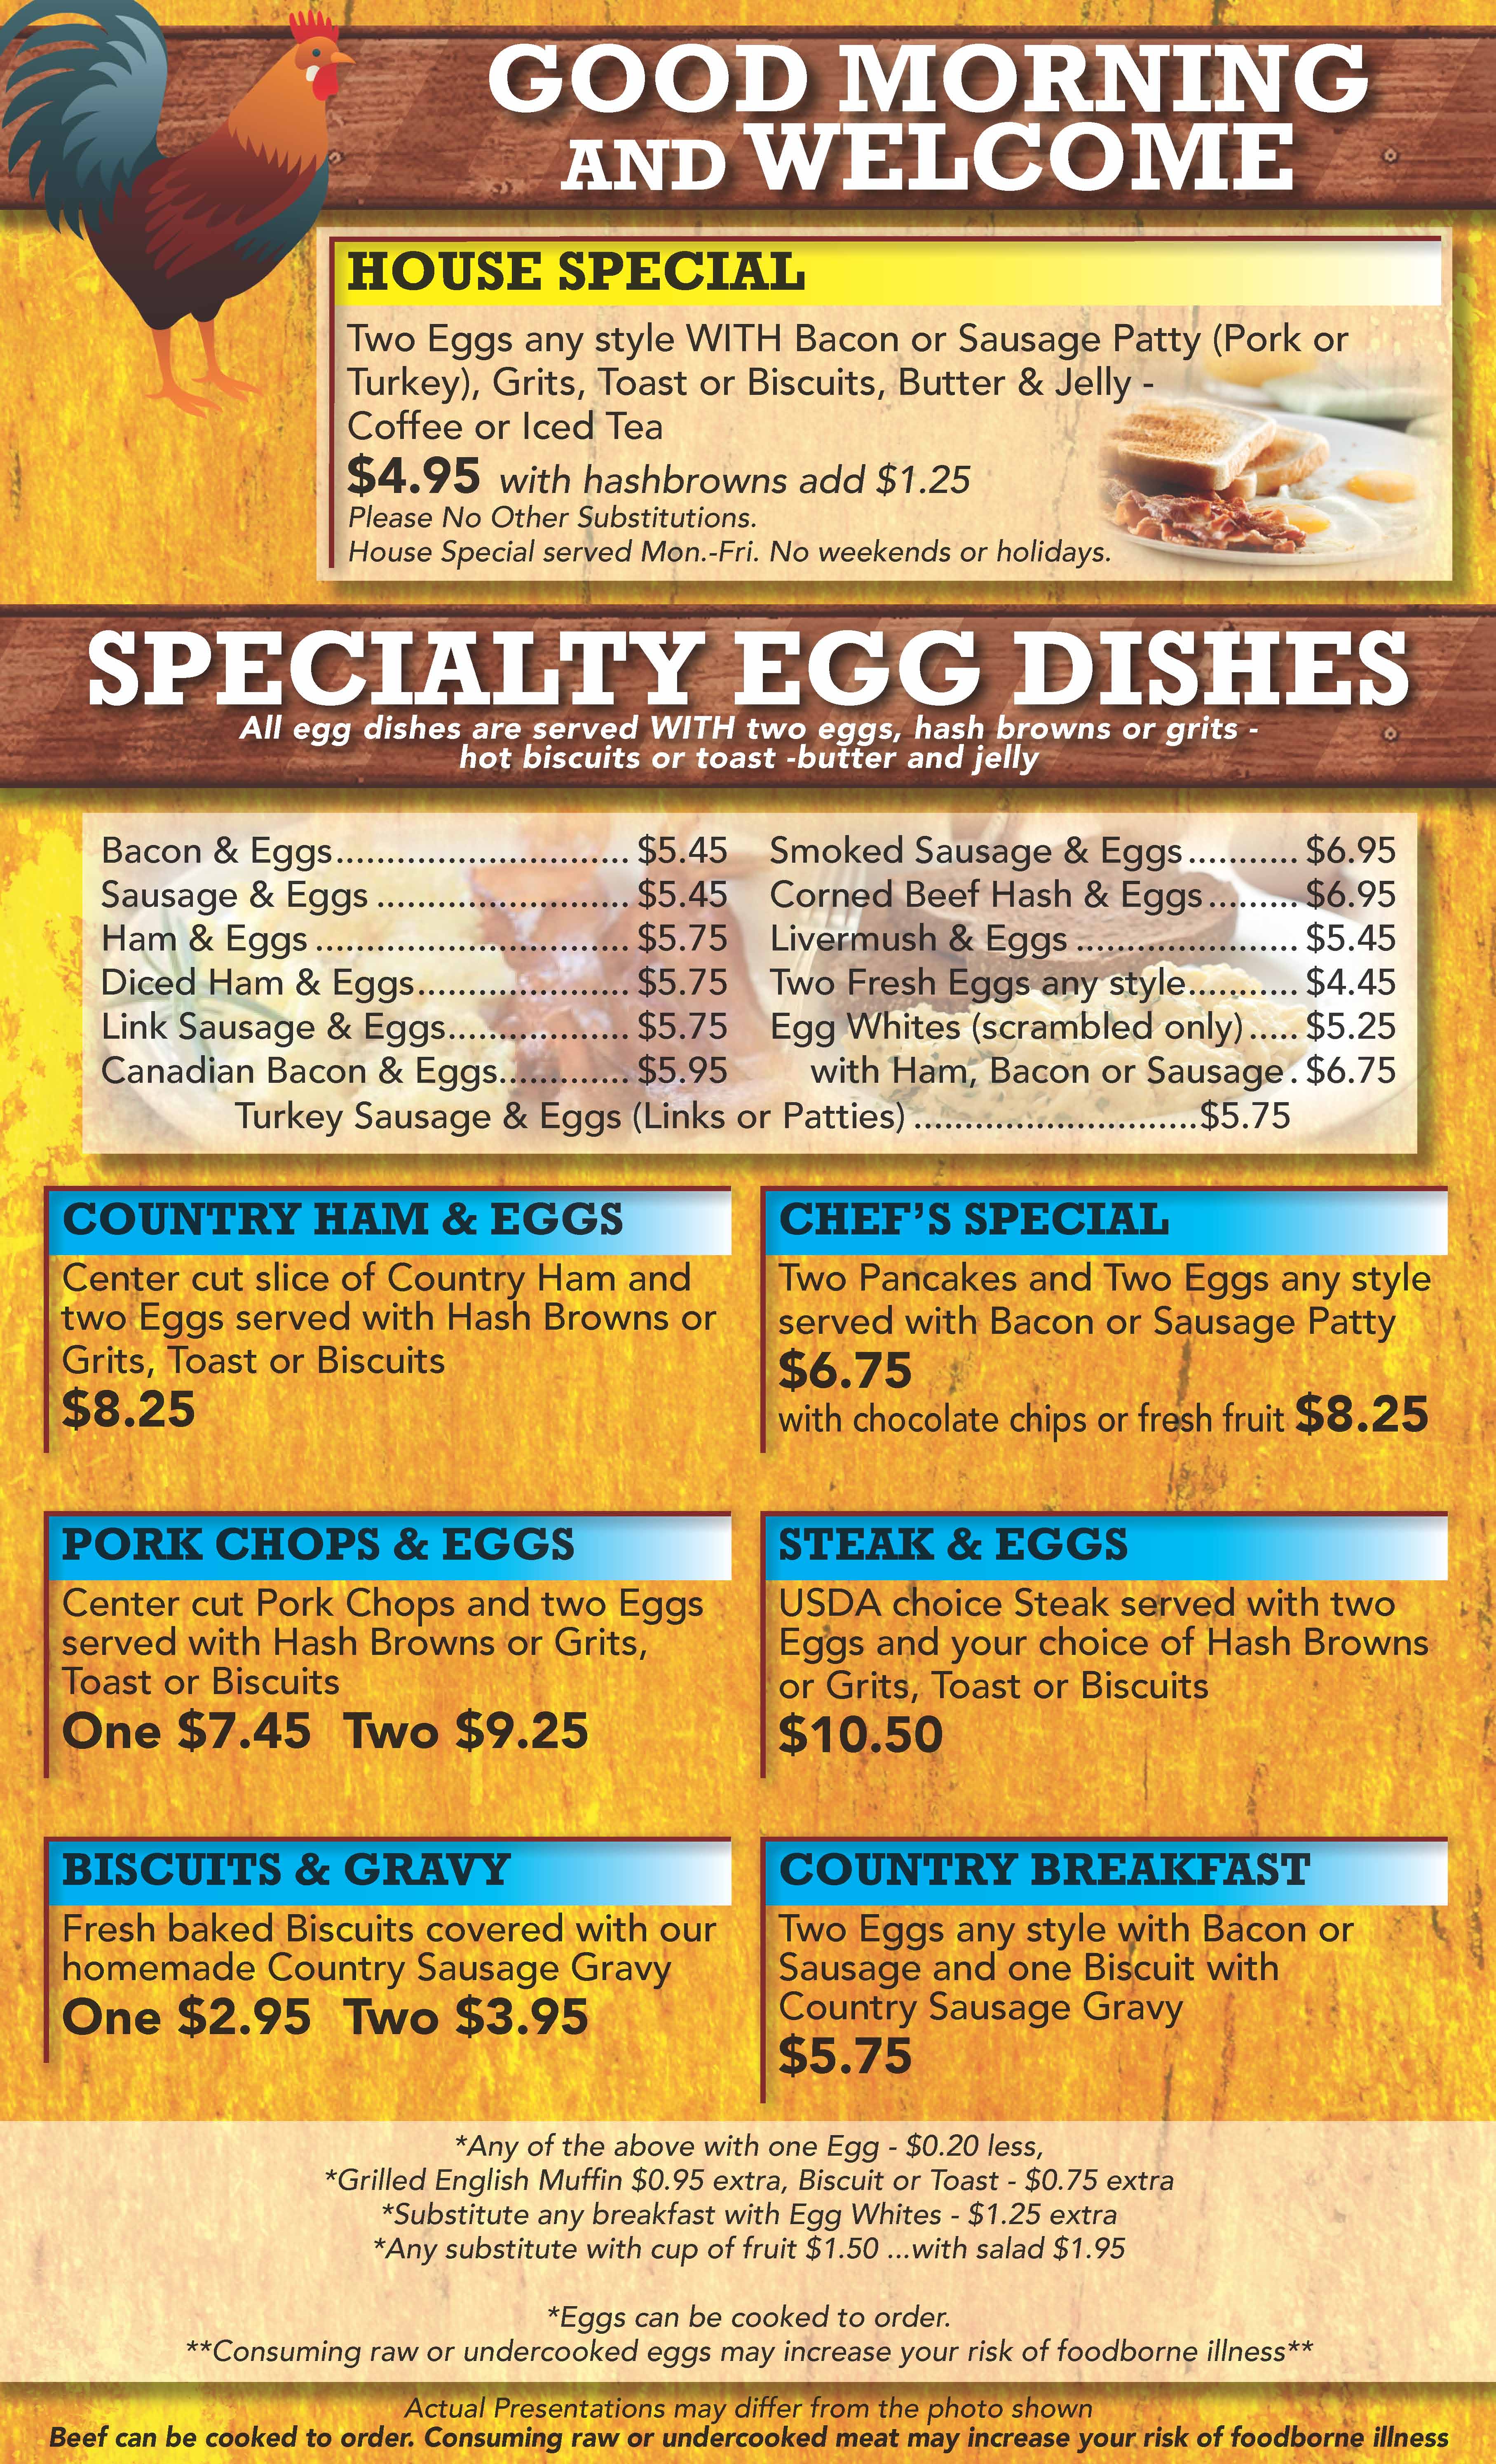 GOOD MORNING
AND WELCOME
HOUSE SPECIAL
Two Eggs any style WITH Bacon or Sausage Patty (Pork or
Turkey), Grits, Toast or Biscuits, Butter & Jelly -
Coffee or Iced Tea
$4.95 with hashbrowns add $1.25
Please No Other Substitutions.
House Special served Mon.-Fri. No weekends or holidays.
SPECIALTY EGG DISHES
All egg dishes are served WITH two eggs, hash browns or grits -
hot biscuits or toast -butter and jelly
Bacon & Eggs............................. $5.45
Sausage & Eggs ......................... $5.45
Ham & Eggs ............................... $5.75
Diced Ham & Eggs..................... $5.75
Link Sausage & Eggs.................. $5.75
Canadian Bacon & Eggs............. $5.95
Smoked Sausage & Eggs........... $6.95
Corned Beef Hash & Eggs......... $6.95
Livermush & Eggs ...................... $5.45
Two Fresh Eggs any style........... $4.45
Egg Whites (scrambled only)..... $5.25
with Ham, Bacon or Sausage. $6.75
Turkey Sausage & Eggs (Links or Patties) ............................$5.75
COUNTRY HAM & EGGS
Center cut slice of Country Ham and
two Eggs served with Hash Browns or
Grits, Toast or Biscuits
$8.25
CHEF'S SPECIAL
Two Pancakes and Two Eggs any style
served with Bacon or Sausage Patty
$6.75
with chocolate chips or fresh fruit $8.25
PORK CHOPS & EGGS
Center cut Pork Chops and two Eggs
served with Hash Browns or Grits,
Toast or Biscuits
One $7.45 Two $9.25
STEAK & EGGS
USDA choice Steak served with two
Eggs and your choice of Hash Browns
or Grits, Toast or Biscuits
$10.50
BISCUITS & GRAVY
Fresh baked Biscuits covered with our
homemade Country Sausage Gravy
One $2.95 Two $3.95
COUNTRY BREAKFAST
Two Eggs any style with Bacon or
Sausage and one Biscuit with
Country Sausage Gravy
$5.75
*Any of the above with one Egg - $0.20 less,
*Grilled English Muffin $0.95 extra, Biscuit or Toast - $0.75 extra
*Substitute any breakfast with Egg Whites - $1.25 extra
*Any substitute with cup of fruit $1.50 ...with salad $1.95
*Eggs can be cooked to order.
**Consuming raw or undercooked eggs may increase your risk of foodborne illness**
Actual Presentations may differ from the photo shown
Beef can be cooked to order. Consuming raw or undercooked meat may increase your risk of foodborne illness